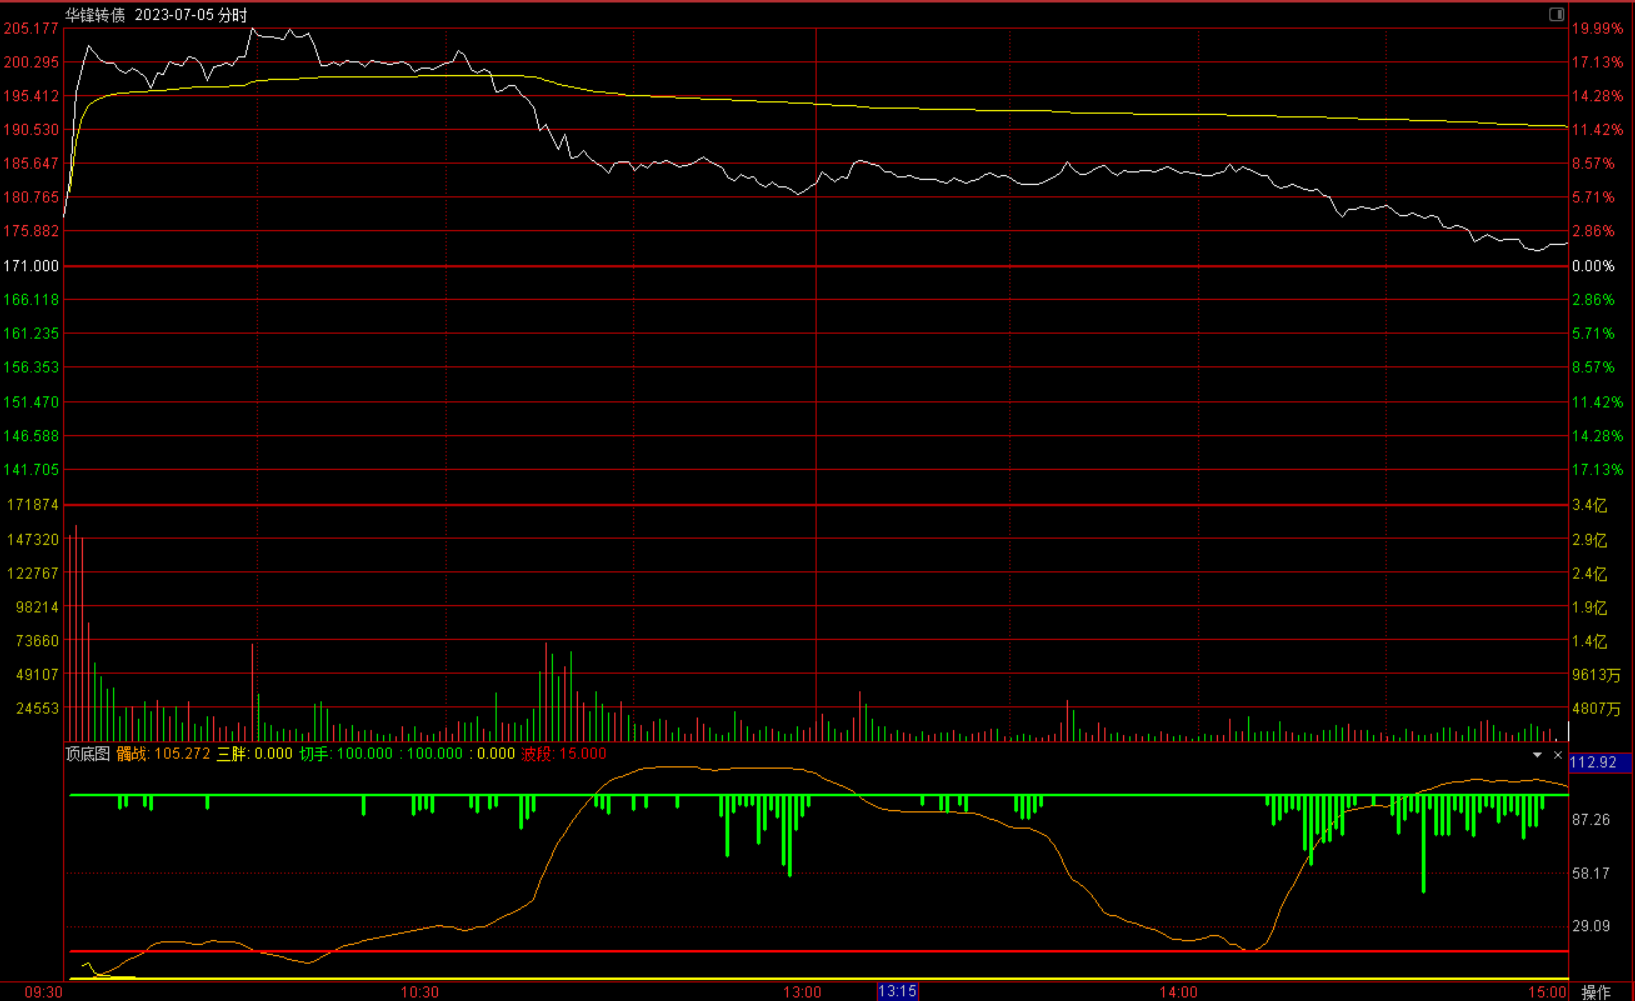 华锋转债 2023-07-05 分时
205.177 19.99%
200.295 17.13%
195.412 14.28%
190.530 11.42%
185.647 8.57%
180.765 5.71%
175.882 2.86%
171.000 0.00%
166.118 2.86%
161.235 5.71%
156.353 8.57%
151.470 11.42%
146.588 14.28%
141.705 17.13%
171874 3.4亿
147320 2.9亿
122767 2.4亿
98214 1.9亿
73660 1.4亿
49107 9613万
24553 4807万
顶底图 髑战: 105.272 三胖: 0.000 切手: 100.000 : 100.000 : 0.000 波段: 15.000
112.92
87.26
58.17
29.09
09:30 10:30 13:00 13:15 14:00 15:00 操作